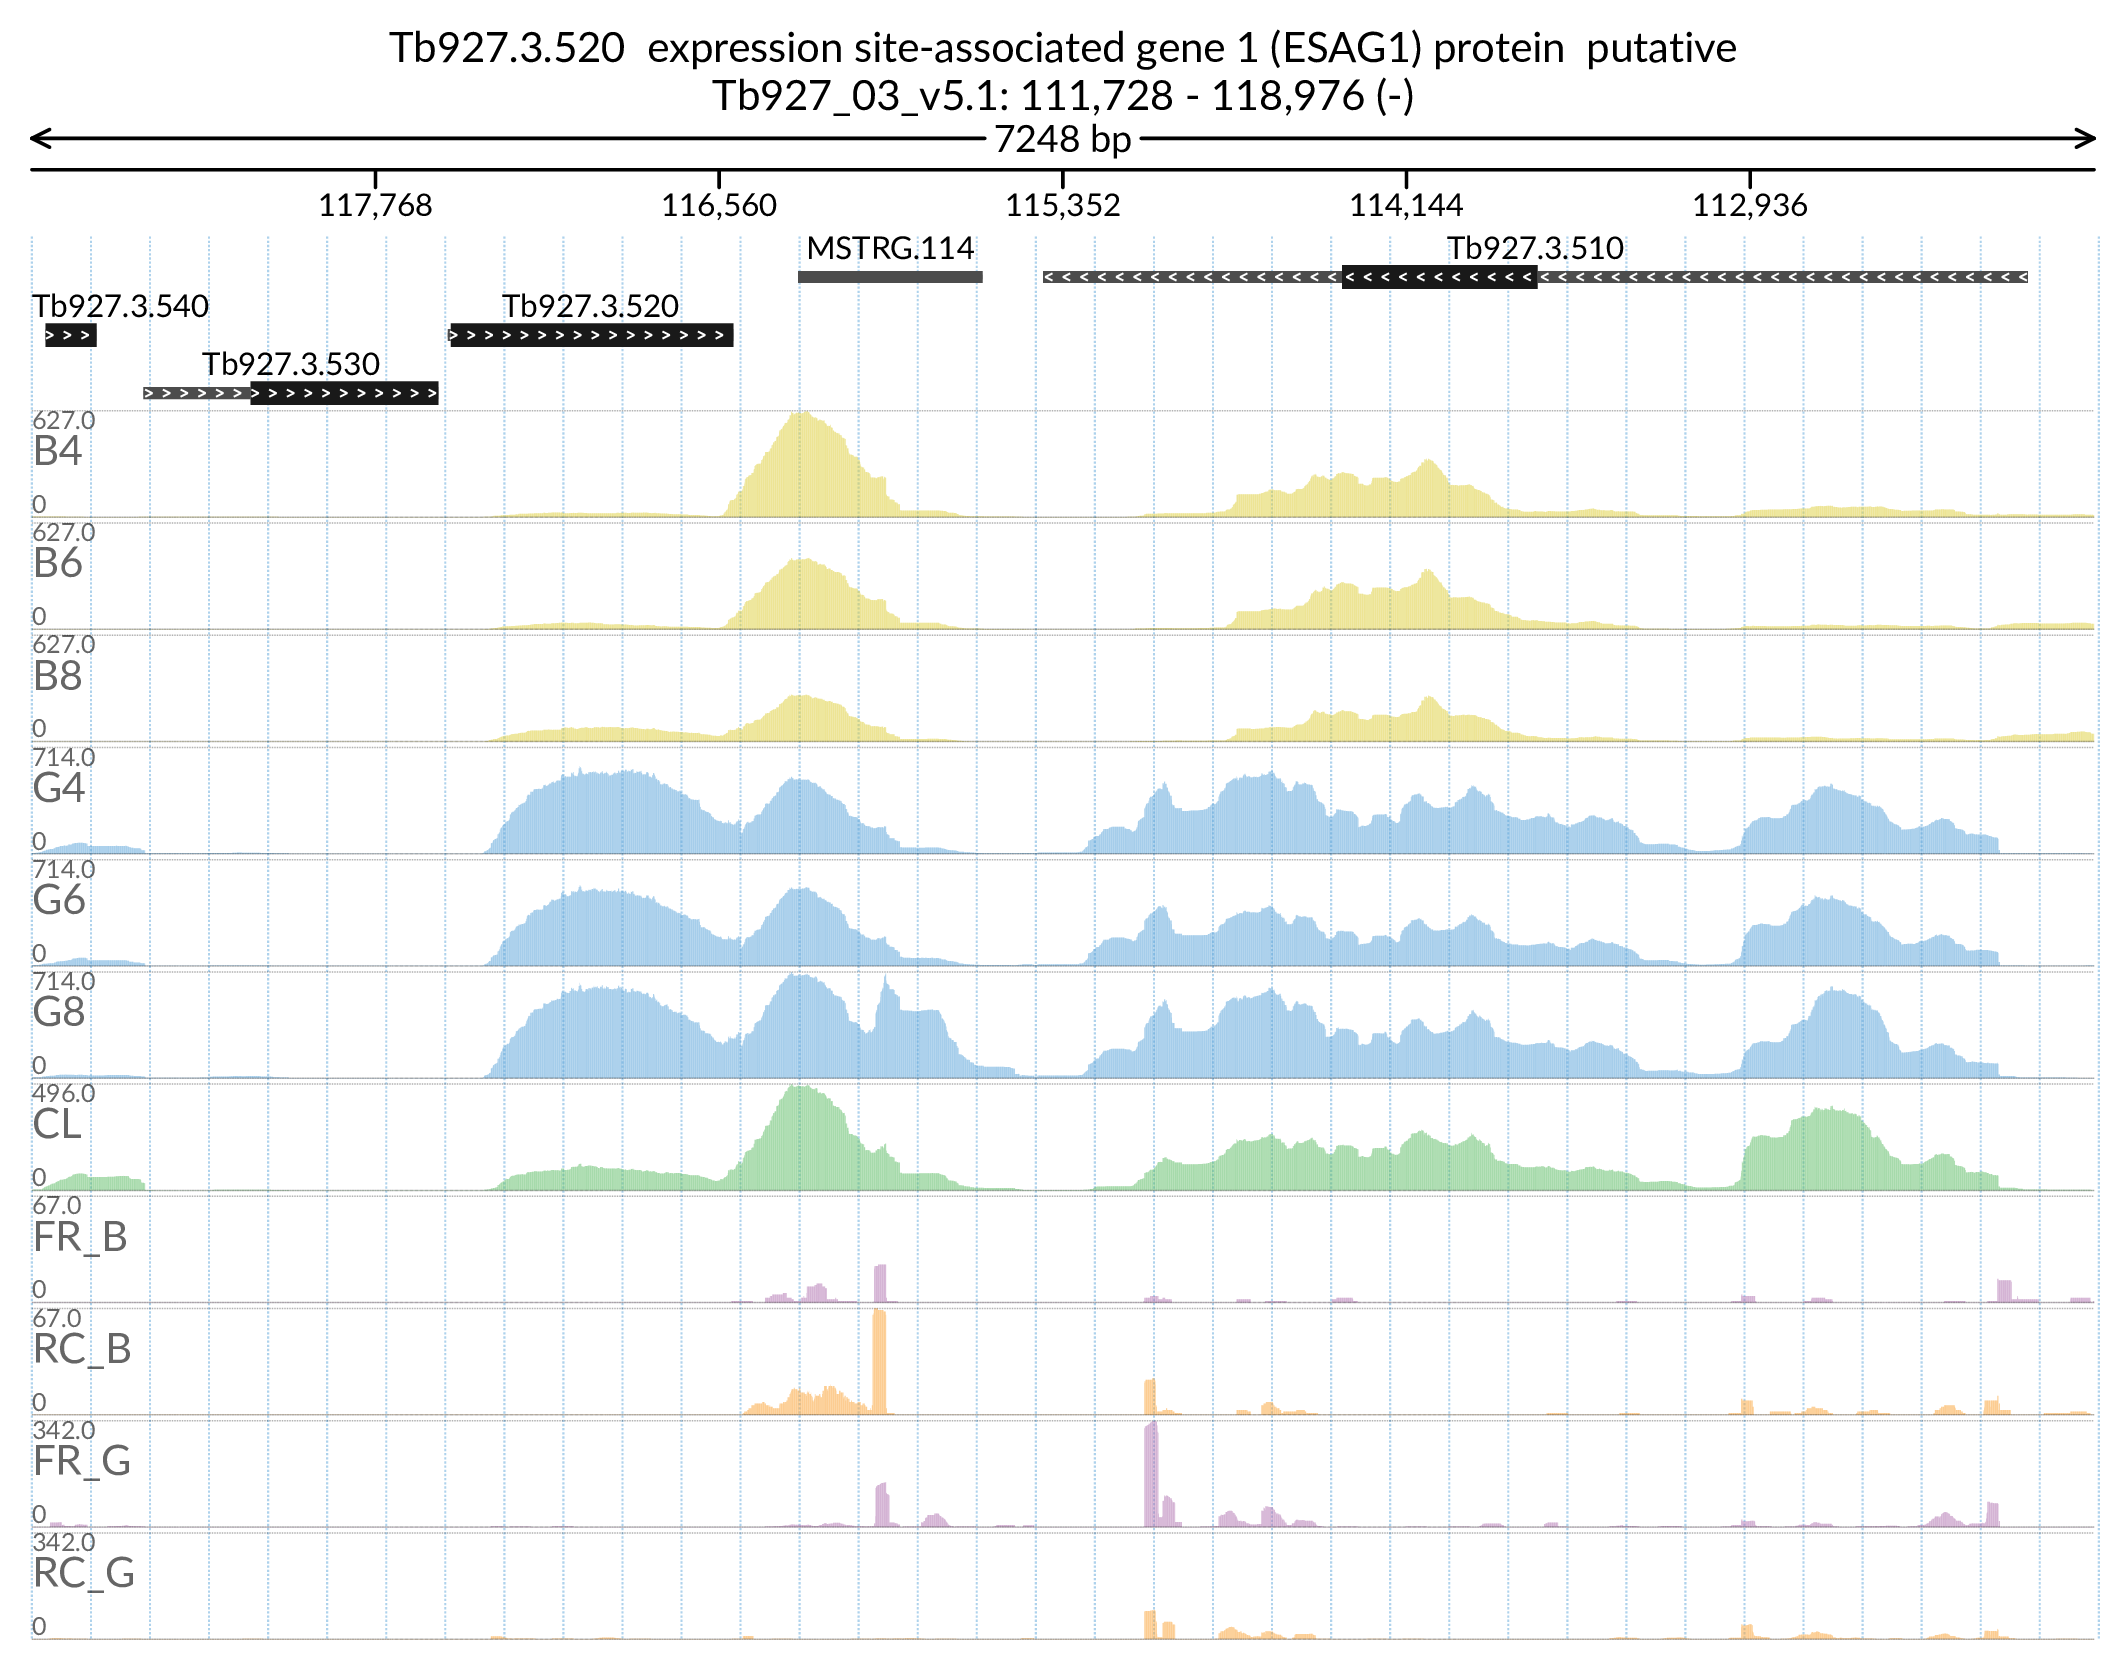 Tb927.3.520  expression site-associated gene 1 (ESAG1) protein  putative
Tb927_03_v5.1: 111,728 - 118,976 (-)
7248 bp
117,768 116,560 115,352 114,144 112,936
MSTRG.114 Tb927.3.510
Tb927.3.540 Tb927.3.520
Tb927.3.530
627.0
B4
0
627.0
B6
0
627.0
B8
0
714.0
G4
0
714.0
G6
0
714.0
G8
0
496.0
CL
0
67.0
FR_B
0
67.0
RC_B
0
342.0
FR_G
0
342.0
RC_G
0